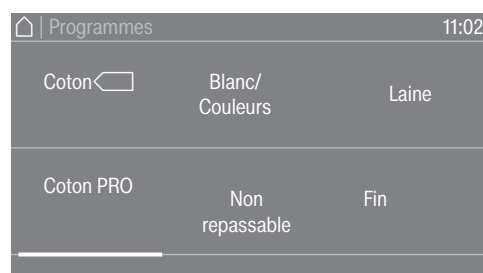 Programmes 11:02
Coton Blanc/
Couleurs Laine
Coton PRO Non
repassable Fin